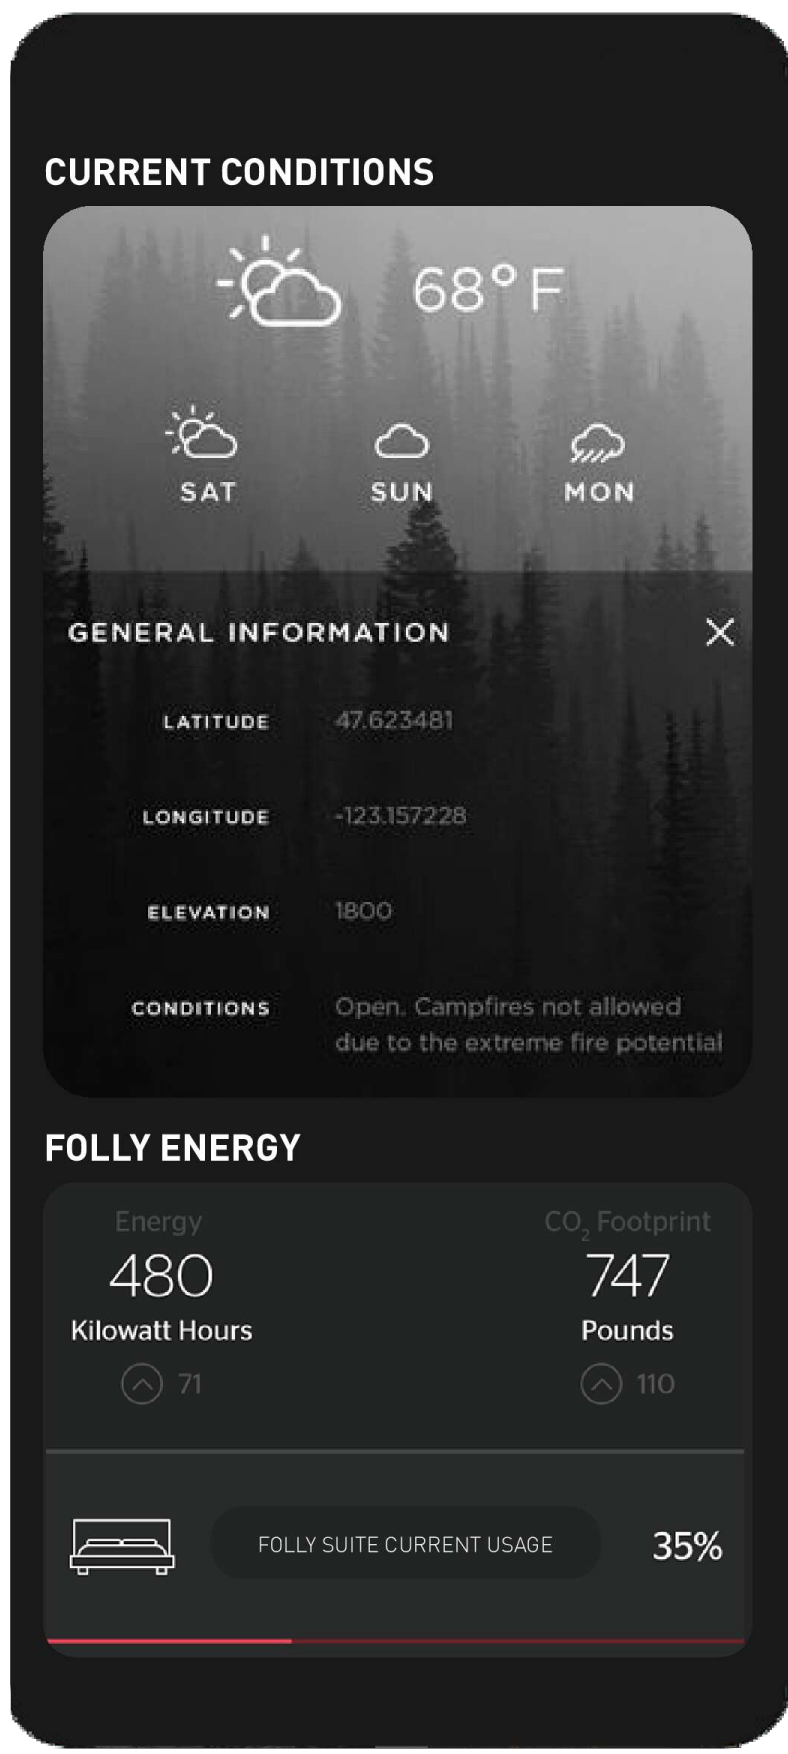 CURRENT CONDITIONS
68° F
SAT SUN MON
GENERAL INFORMATION
LATITUDE 47.623481
LONGITUDE -123.157228
ELEVATION 1800
CONDITIONS Open. Campfires not allowed
due to the extreme fire potential
FOLLY ENERGY
Energy CO₂ Footprint
480 747
Kilowatt Hours Pounds
71 110
FOLLY SUITE CURRENT USAGE 35%